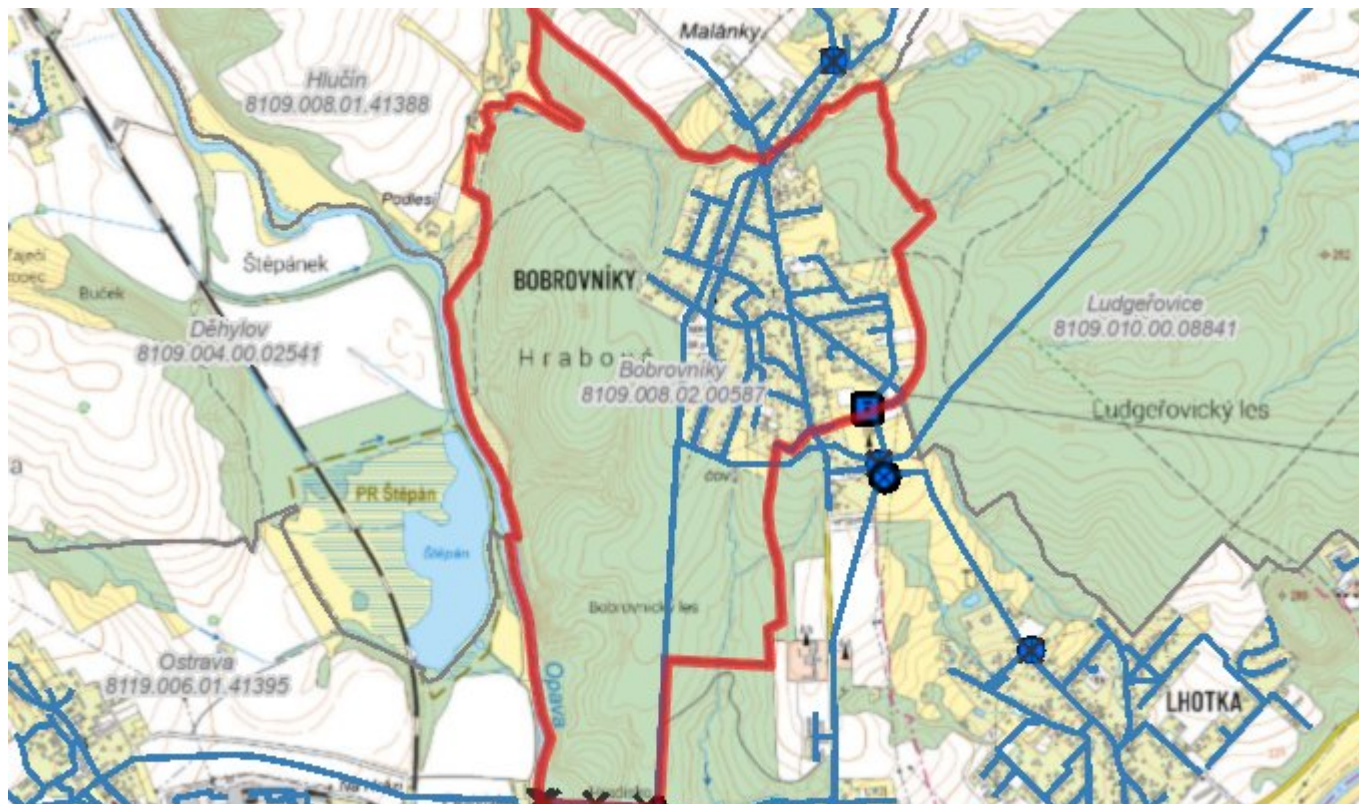 Malánky
Hlučín
8109.008.01.41388
Podlesí
Štěpánek
BOBROVNÍKY
Buček
Děhylov
8109.004.00.02541
Ludgeřovice
8109.010.00.08841
Bobrovníky
8109.008.02.00587
Ludgeřovický les
PR Štěpán
ČOV
Štěpán
Bobrovnický les
Ostrava
8119.006.01.41395
Opava
LHOTKA